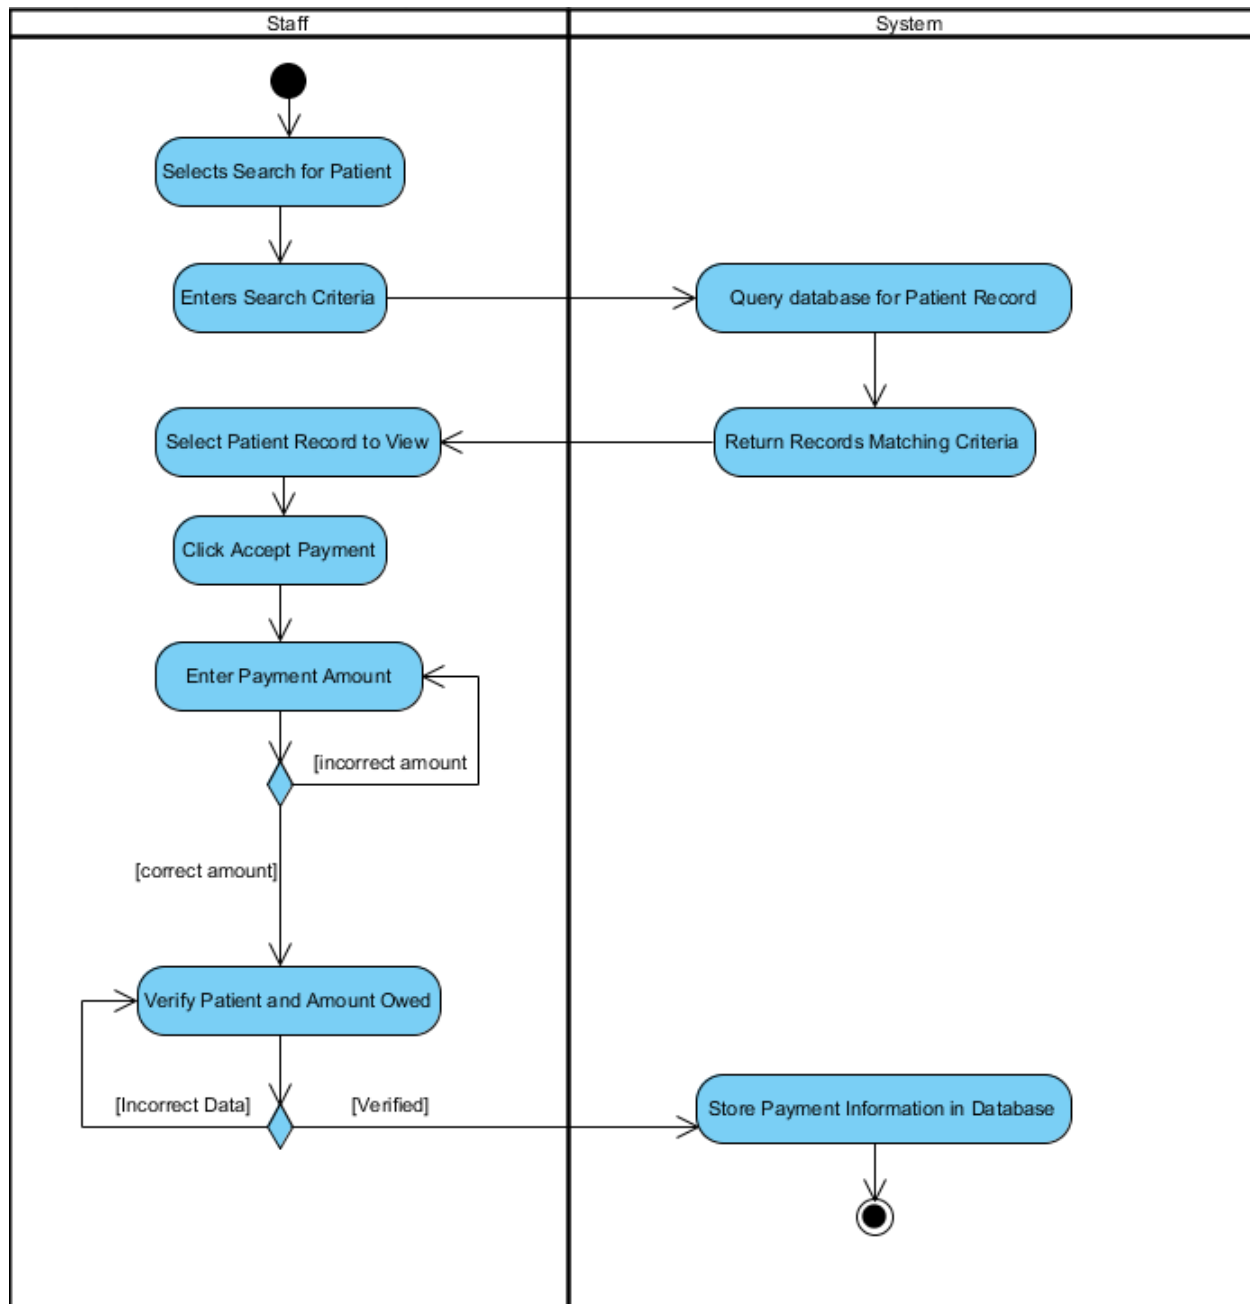 Staff
System
Selects Search for Patient
Enters Search Criteria
Query database for Patient Record
Select Patient Record to View
Return Records Matching Criteria
Click Accept Payment
Enter Payment Amount
[incorrect amount
[correct amount]
Verify Patient and Amount Owed
[Incorrect Data]
[Verified]
Store Payment Information in Database